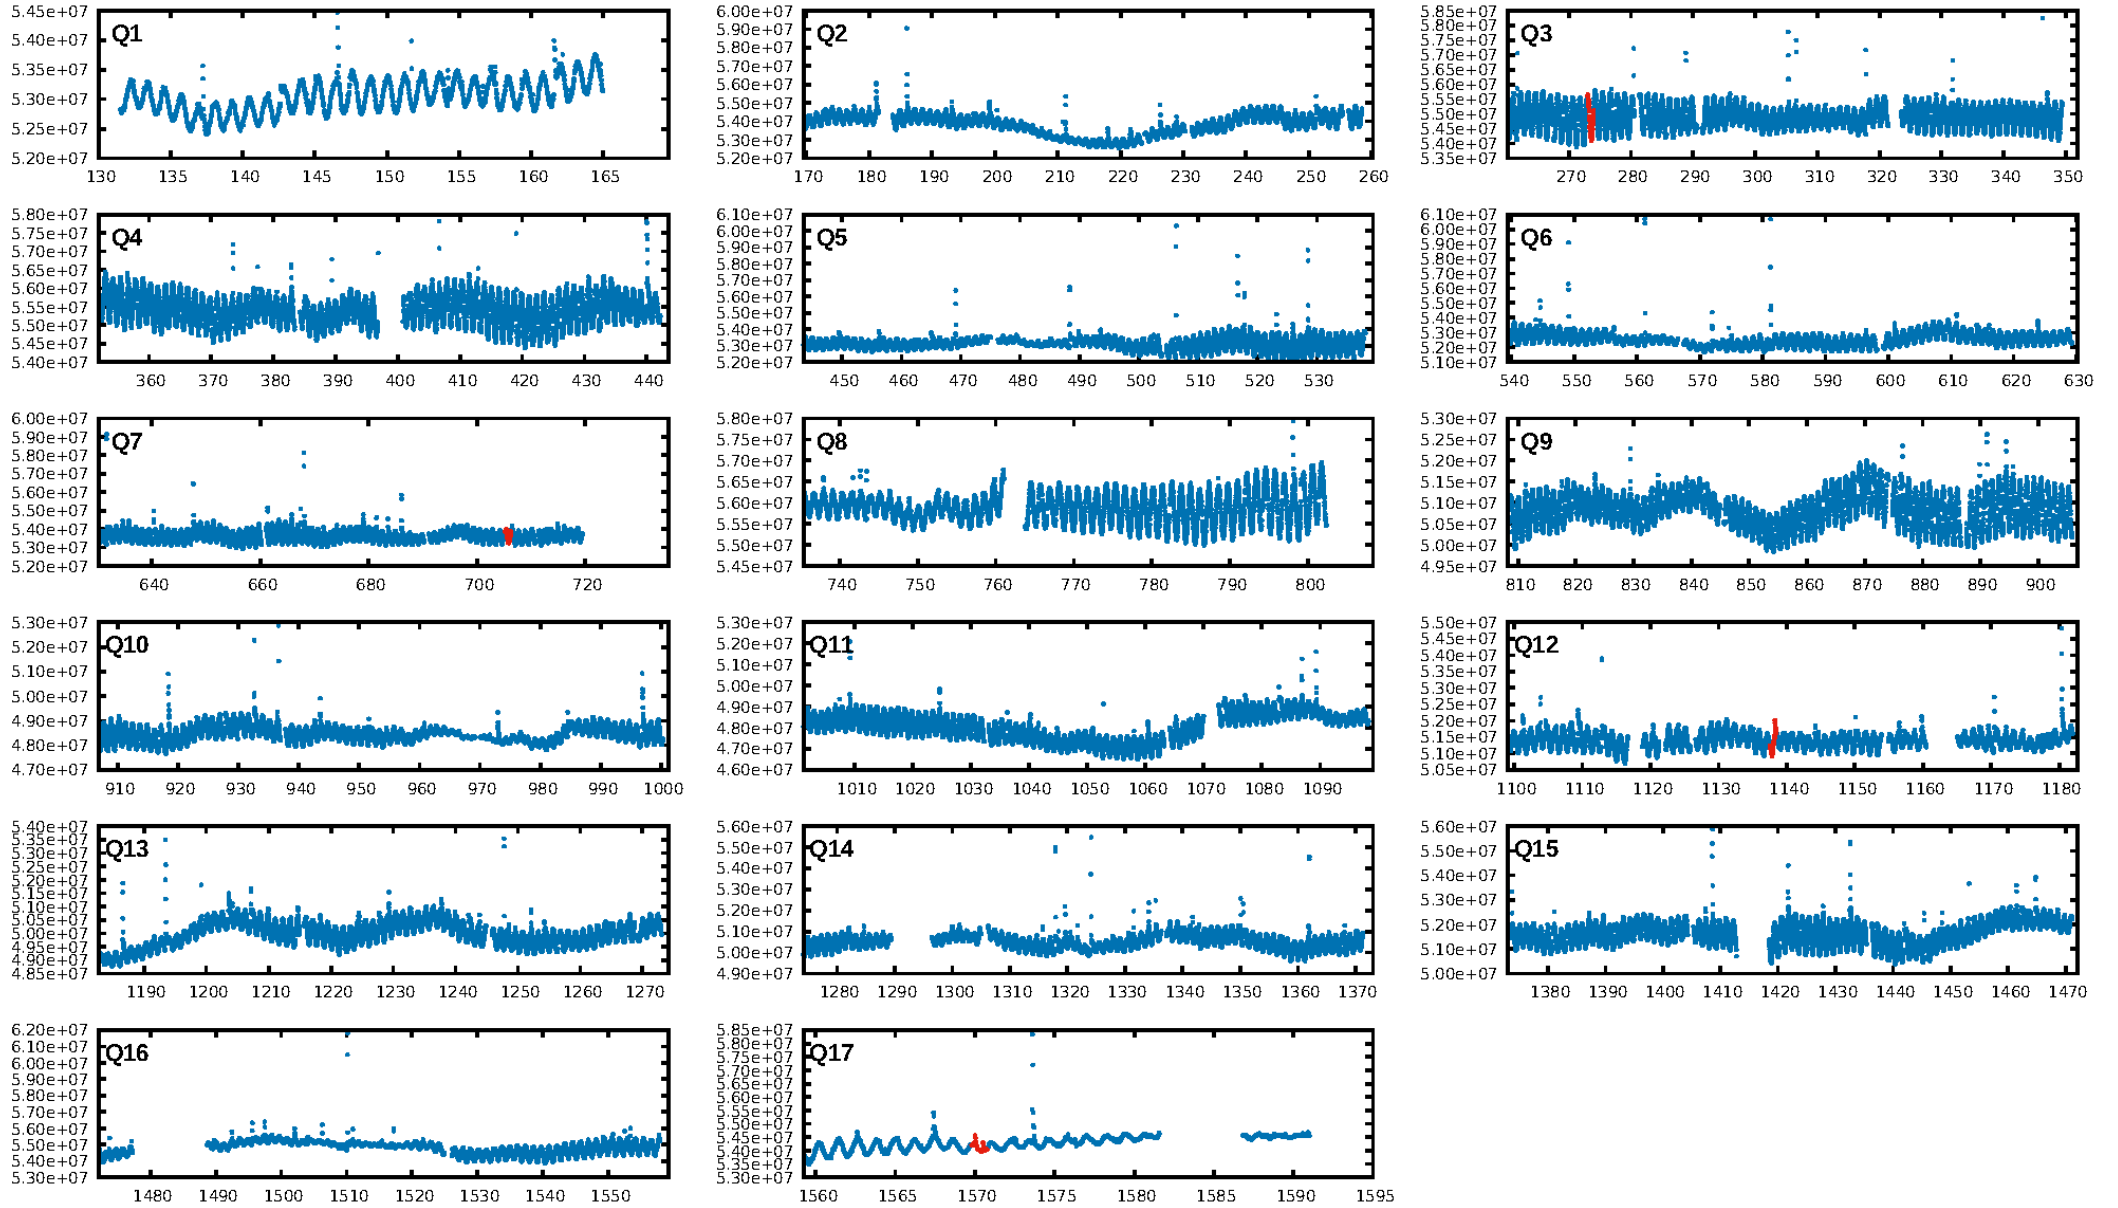 5.45e+07 5.40e+07 5.35e+07 5.30e+07 5.25e+07 5.20e+07
Q1
130 135 140 145 150 155 160 165
6.00e+07 5.90e+07 5.80e+07 5.70e+07 5.60e+07 5.50e+07 5.40e+07 5.30e+07 5.20e+07
Q2
170 180 190 200 210 220 230 240 250 260
5.85e+07 5.80e+07 5.75e+07 5.70e+07 5.65e+07 5.60e+07 5.55e+07 5.50e+07 5.45e+07 5.40e+07 5.35e+07
Q3
270 280 290 300 310 320 330 340 350
5.80e+07 5.75e+07 5.70e+07 5.65e+07 5.60e+07 5.55e+07 5.50e+07 5.45e+07 5.40e+07
Q4
360 370 380 390 400 410 420 430 440
6.10e+07 6.00e+07 5.90e+07 5.80e+07 5.70e+07 5.60e+07 5.50e+07 5.40e+07 5.30e+07 5.20e+07
Q5
450 460 470 480 490 500 510 520 530
6.10e+07 6.00e+07 5.90e+07 5.80e+07 5.70e+07 5.60e+07 5.50e+07 5.40e+07 5.30e+07 5.20e+07 5.10e+07
Q6
540 550 560 570 580 590 600 610 620 630
6.00e+07 5.90e+07 5.80e+07 5.70e+07 5.60e+07 5.50e+07 5.40e+07 5.30e+07 5.20e+07
Q7
640 660 680 700 720
5.80e+07 5.75e+07 5.70e+07 5.65e+07 5.60e+07 5.55e+07 5.50e+07 5.45e+07
Q8
740 750 760 770 780 790 800
5.30e+07 5.25e+07 5.20e+07 5.15e+07 5.10e+07 5.05e+07 5.00e+07 4.95e+07
Q9
810 820 830 840 850 860 870 880 890 900
5.30e+07 5.20e+07 5.10e+07 5.00e+07 4.90e+07 4.80e+07 4.70e+07
Q10
910 920 930 940 950 960 970 980 990 1000
5.30e+07 5.20e+07 5.10e+07 5.00e+07 4.90e+07 4.80e+07 4.70e+07 4.60e+07
Q11
1010 1020 1030 1040 1050 1060 1070 1080 1090
5.50e+07 5.45e+07 5.40e+07 5.35e+07 5.30e+07 5.25e+07 5.20e+07 5.15e+07 5.10e+07 5.05e+07
Q12
1100 1110 1120 1130 1140 1150 1160 1170 1180
5.40e+07 5.35e+07 5.30e+07 5.25e+07 5.20e+07 5.15e+07 5.10e+07 5.05e+07 5.00e+07 4.95e+07 4.90e+07 4.85e+07
Q13
1190 1200 1210 1220 1230 1240 1250 1260 1270
5.60e+07 5.50e+07 5.40e+07 5.30e+07 5.20e+07 5.10e+07 5.00e+07 4.90e+07
Q14
1280 1290 1300 1310 1320 1330 1340 1350 1360 1370
5.60e+07 5.50e+07 5.40e+07 5.30e+07 5.20e+07 5.10e+07 5.00e+07
Q15
1380 1390 1400 1410 1420 1430 1440 1450 1460 1470
6.20e+07 6.10e+07 6.00e+07 5.90e+07 5.80e+07 5.70e+07 5.60e+07 5.50e+07 5.40e+07 5.30e+07
Q16
1480 1490 1500 1510 1520 1530 1540 1550
5.85e+07 5.80e+07 5.75e+07 5.70e+07 5.65e+07 5.60e+07 5.55e+07 5.50e+07 5.45e+07 5.40e+07 5.35e+07 5.30e+07
Q17
1560 1565 1570 1575 1580 1585 1590 1595